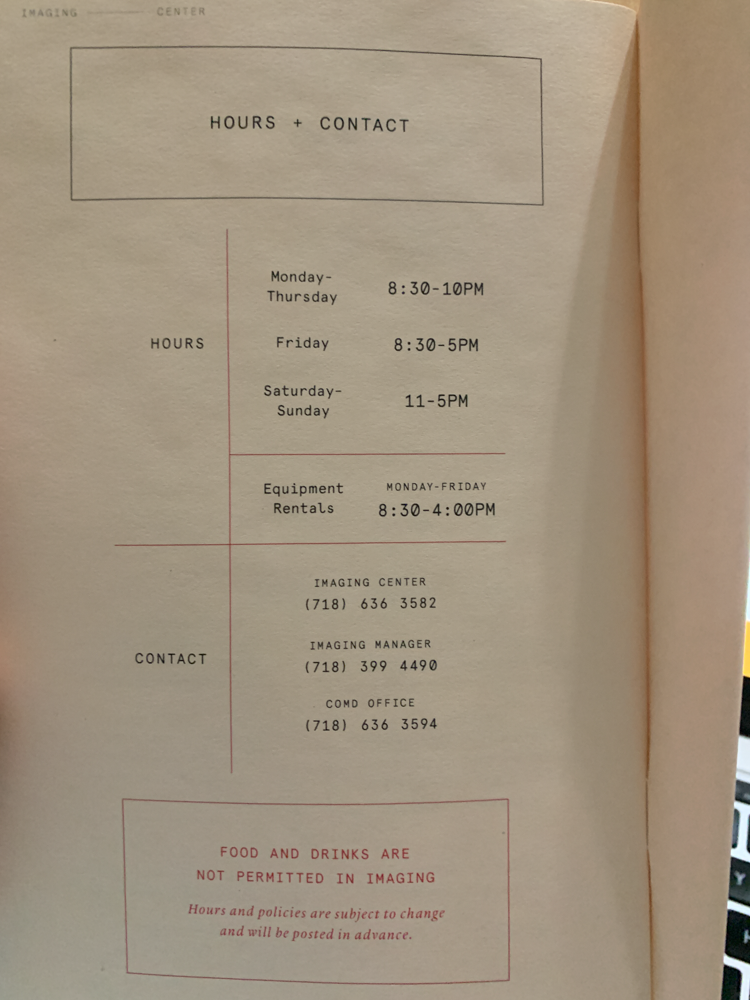 IMAGING CENTER
HOURS + CONTACT
HOURS
Monday-
Thursday
8:30-10PM
Friday
8:30-5PM
Saturday-
Sunday
11-5PM
Equipment
Rentals
MONDAY-FRIDAY
8:30-4:00PM
CONTACT
IMAGING CENTER
(718) 636 3582
IMAGING MANAGER
(718) 399 4490
COMD OFFICE
(718) 636 3594
FOOD AND DRINKS ARE
NOT PERMITTED IN IMAGING
Hours and policies are subject to change
and will be posted in advance.
Y
H